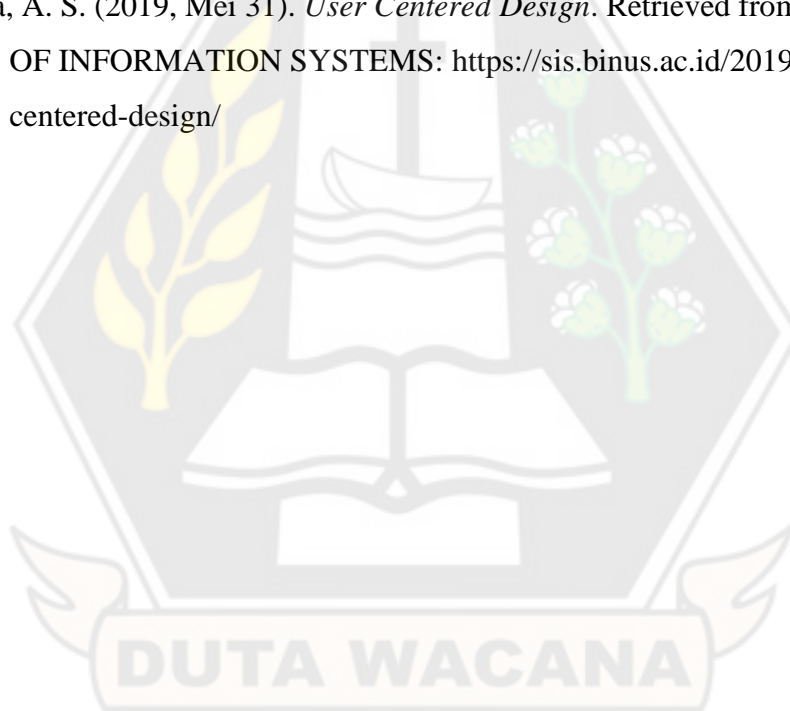 A. S. (2019, Mei 31). User Centered Design. Retrieved from
OF INFORMATION SYSTEMS: https://sis.binus.ac.id/2019
centered-design/
DUTA WACANA